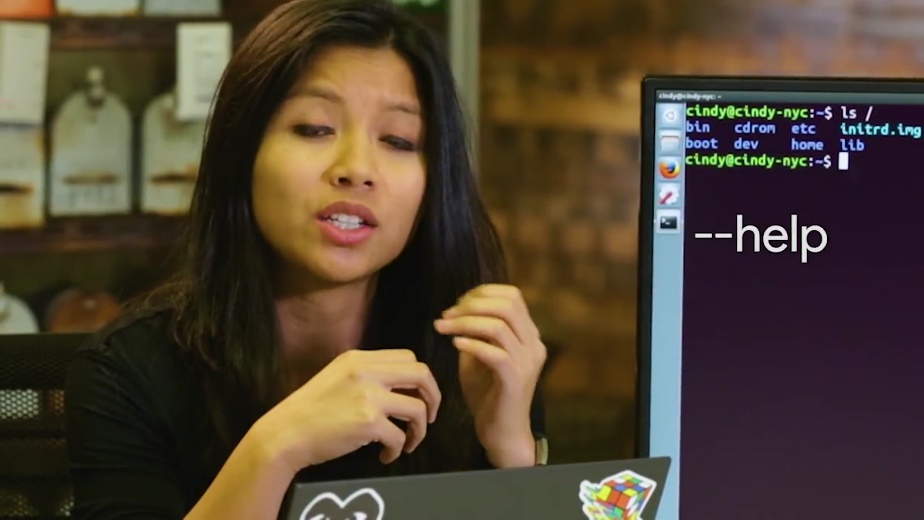 cindy@cindy-nyc: ~
cindy@cindy-nyc:~$ ls /
bin cdrom etc initrd.img
boot dev home lib
cindy@cindy-nyc:~$
--help